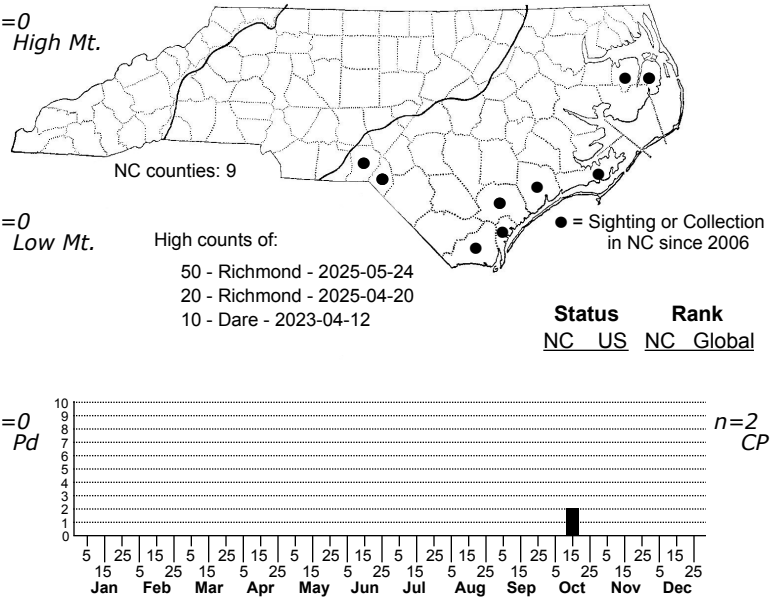 =0
High Mt.
NC counties: 9
=0
Low Mt.
High counts of:
50 - Richmond - 2025-05-24
20 - Richmond - 2025-04-20
10 - Dare - 2023-04-12
● = Sighting or Collection
in NC since 2006
Status Rank
NC US NC Global
=0
Pd
n=2
CP
10
9
8
7
6
5
4
3
2
1
0
5 25 15 5 25 15 5 25 15 5 25 15 5 25 15 5 25 15
15 5 25 15 5 25 15 5 25 15 5 25 15 5 25 15 5 25
Jan Feb Mar Apr May Jun Jul Aug Sep Oct Nov Dec